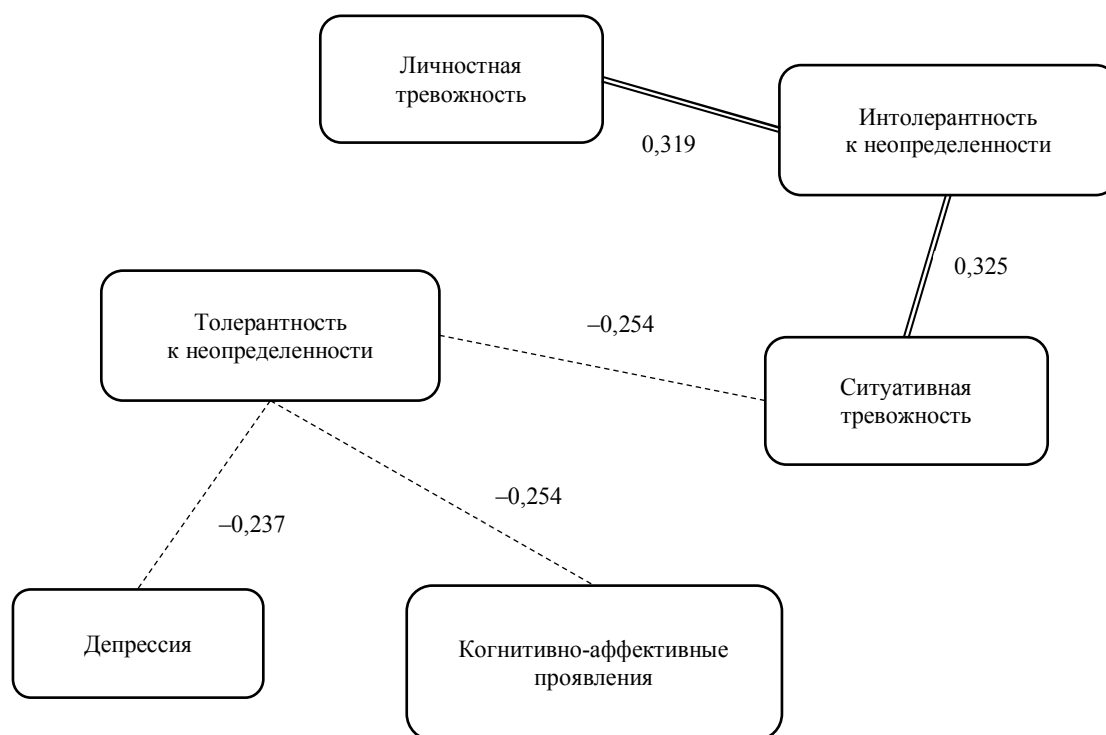 Личностная
тревожность
Интолерантность
к неопределенности
0,319
0,325
Толерантность
к неопределенности
–0,254
Ситуативная
тревожность
–0,254
–0,237
Депрессия
Когнитивно-аффективные
проявления